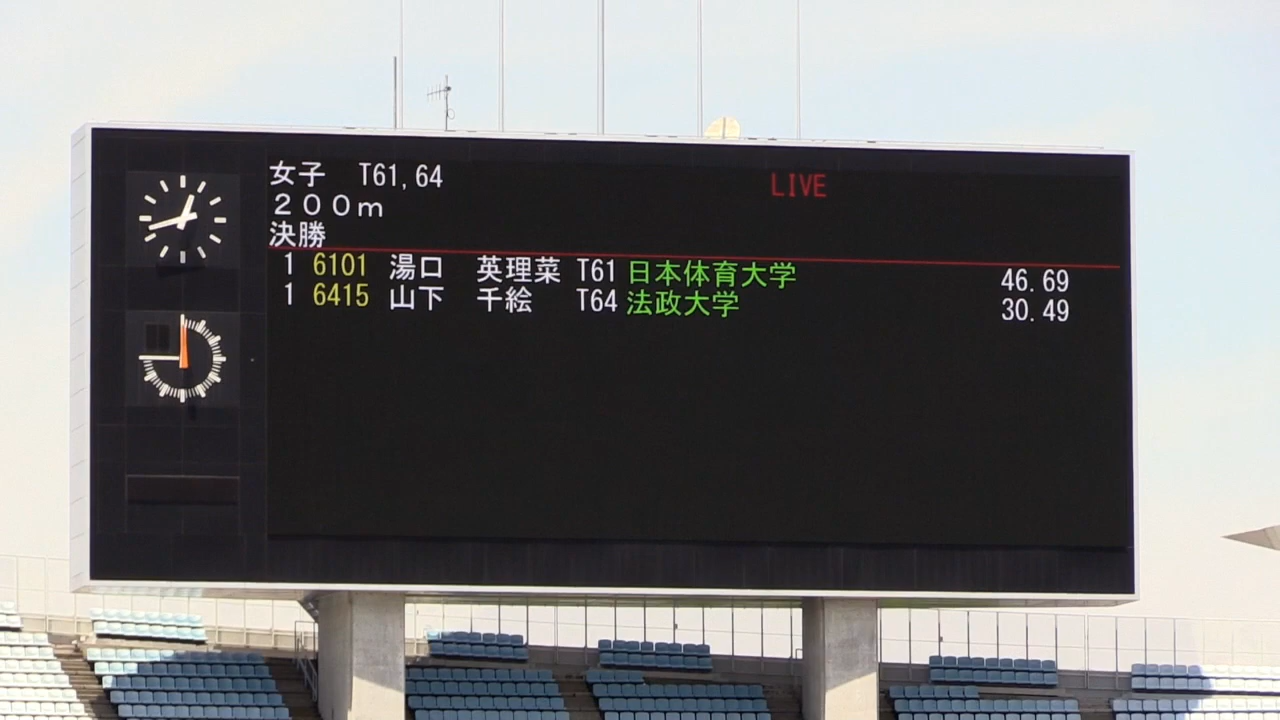 女子 T61,64
LIVE
200m
決勝
1 6101 湯口 英理菜 T61 日本体育大学 46.69
1 6415 山下 千絵 T64 法政大学 30.49